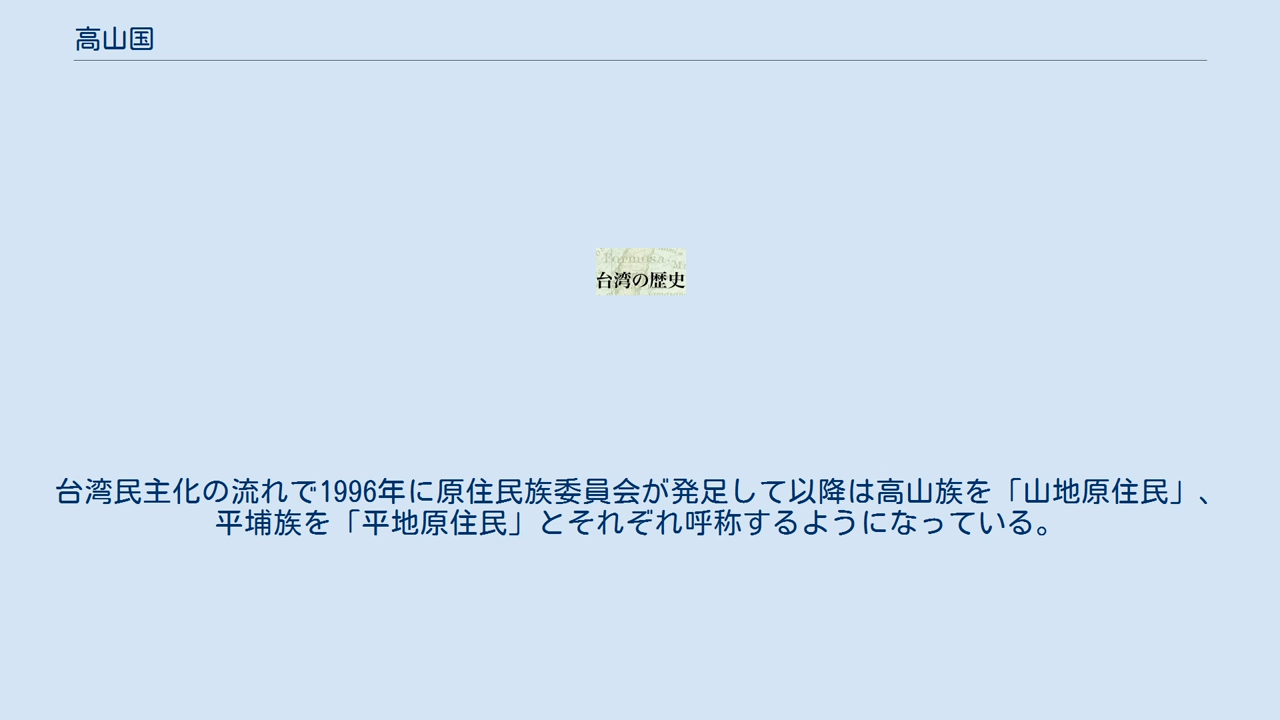 高山国
Formosa
台湾の歴史
台湾民主化の流れで1996年に原住民族委員会が発足して以降は高山族を「山地原住民」、
平埔族を「平地原住民」とそれぞれ呼称するようになっている。